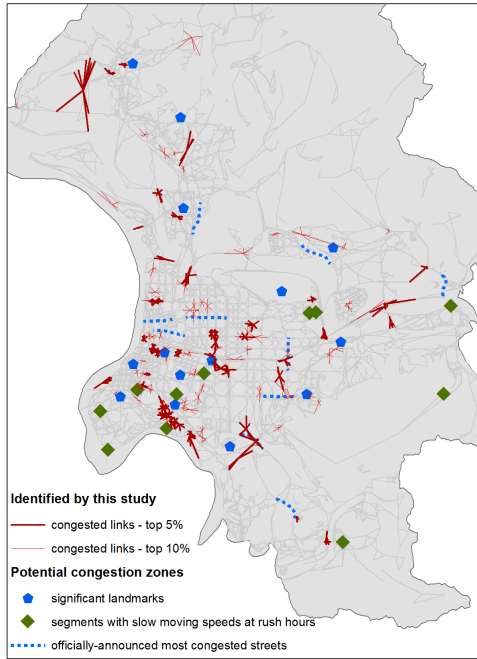 Identified by this study
congested links - top 5%
congested links - top 10%
Potential congestion zones
significant landmarks
segments with slow moving speeds at rush hours
officially-announced most congested streets